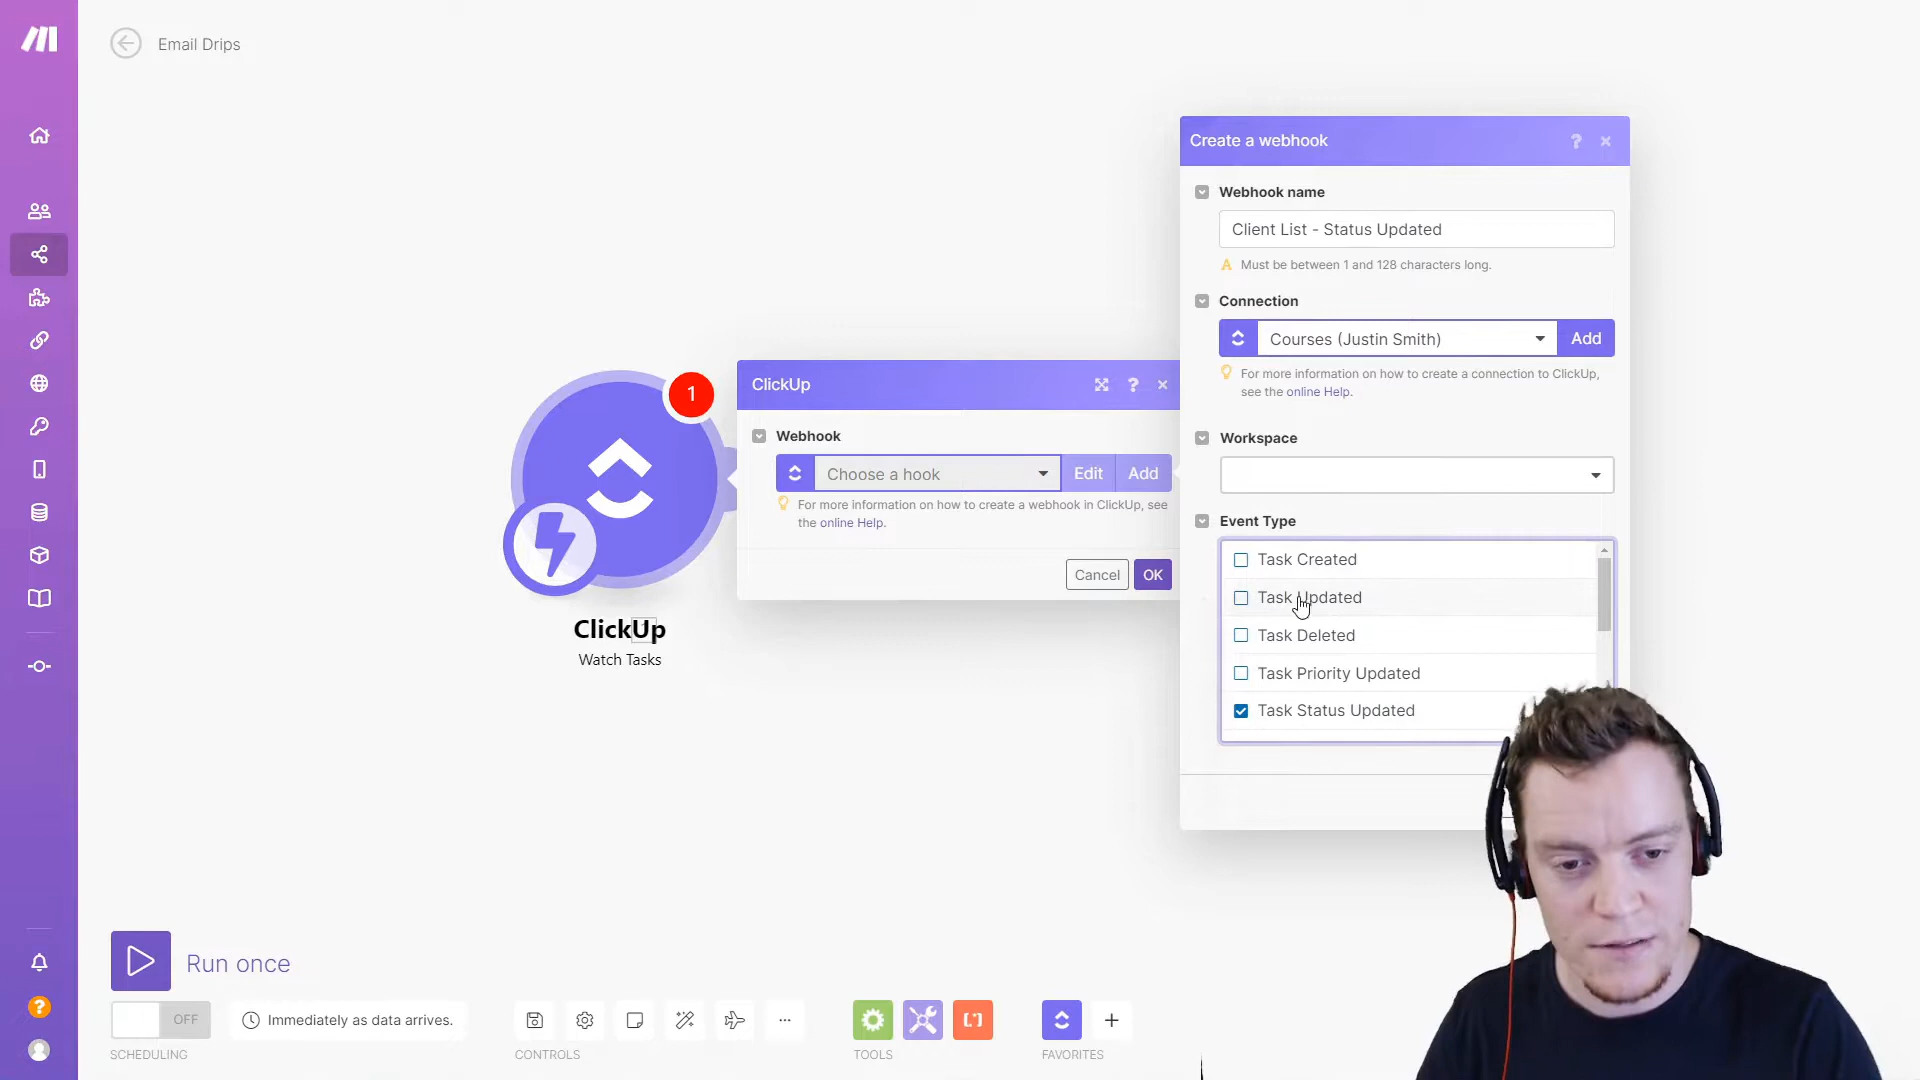 Email Drips
Create a webhook
?
×
Webhook name
Client List - Status Updated
Must be between 1 and 128 characters long.
Connection
Courses (Justin Smith)
Add
For more information on how to create a connection to ClickUp,
see the online Help.
Workspace
Event Type
Task Created
Task Updated
Task Deleted
Task Priority Updated
Task Status Updated
1
ClickUp
?
×
Webhook
Choose a hook
Edit
Add
For more information on how to create a webhook in ClickUp, see
the online Help.
Cancel
OK
ClickUp
Watch Tasks
Run once
OFF
Immediately as data arrives.
SCHEDULING
CONTROLS
TOOLS
FAVORITES
?